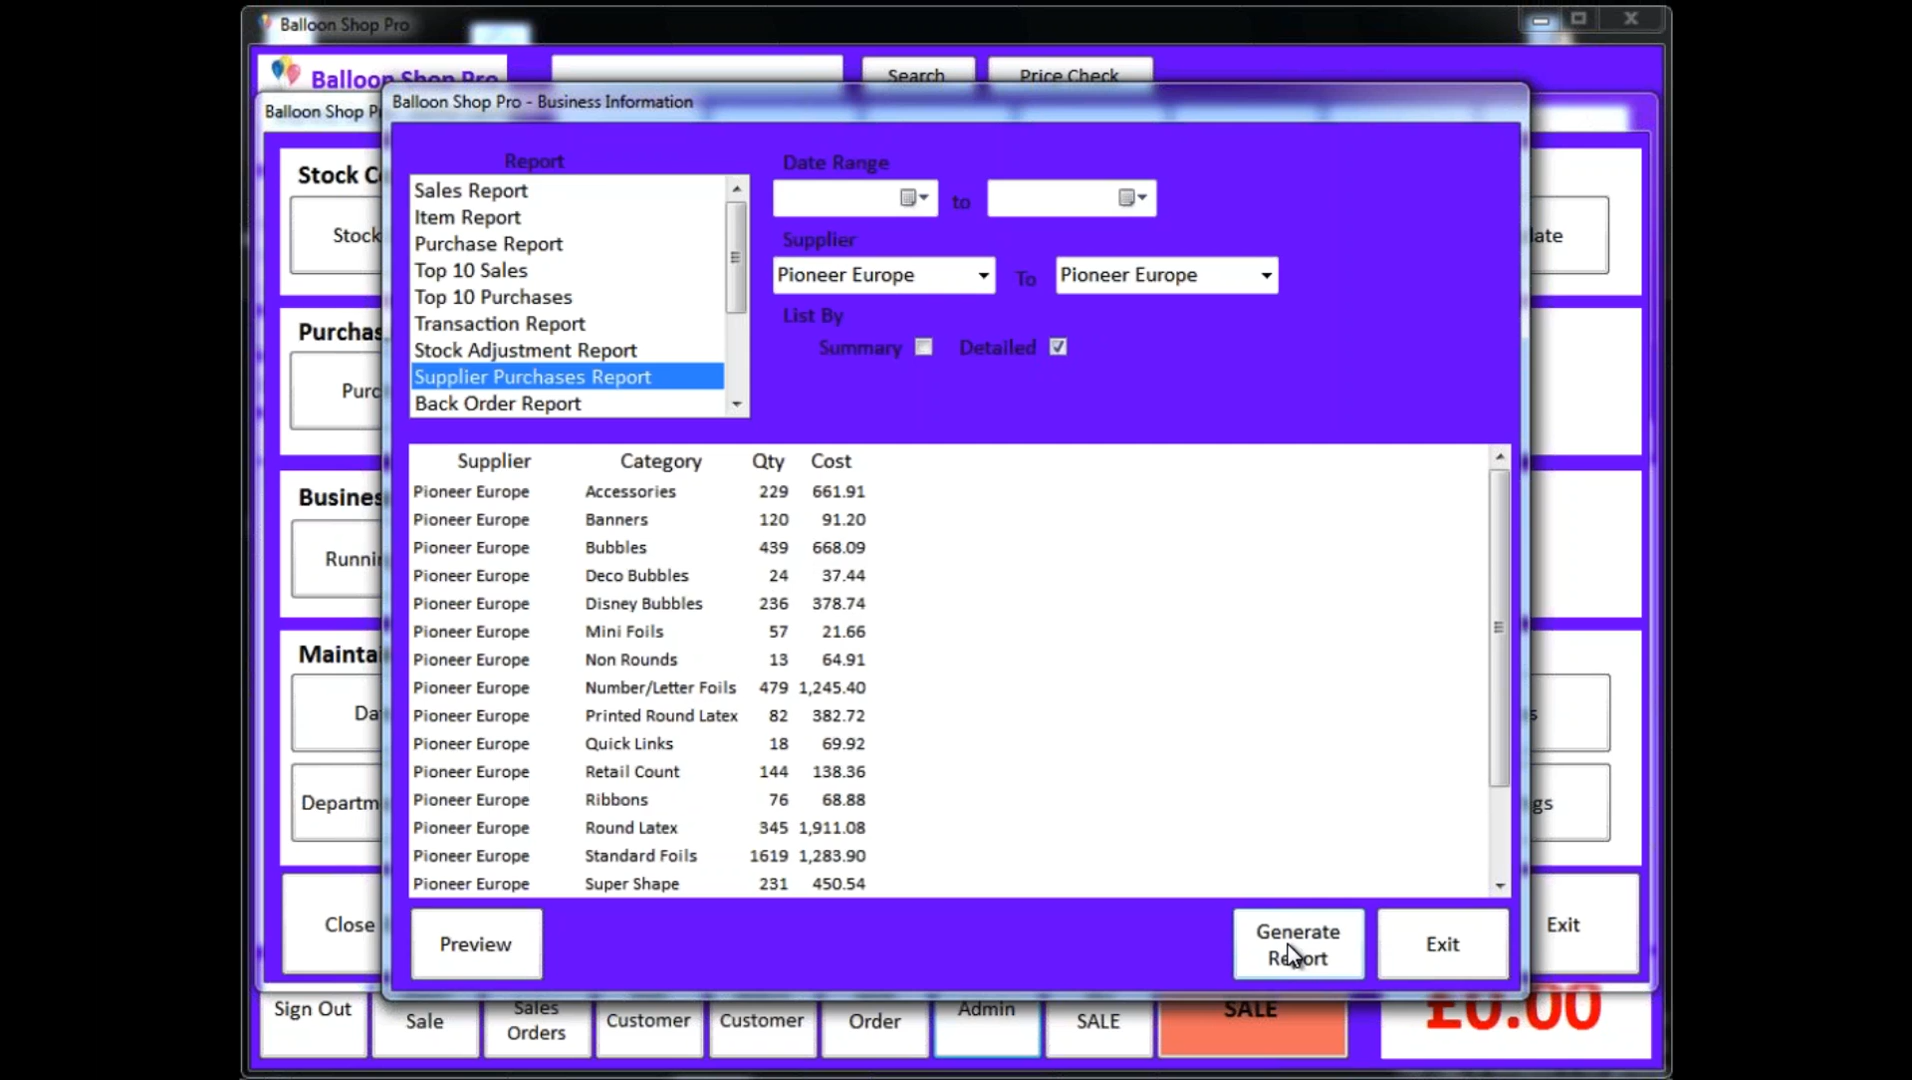 Balloon Shop Pro
Balloon Shop Pro
Search
Price Check
Balloon Shop P
Balloon Shop Pro - Business Information
Report
Sales Report
Item Report
Purchase Report
Top 10 Sales
Top 10 Purchases
Transaction Report
Stock Adjustment Report
Supplier Purchases Report
Back Order Report
Date Range
to
Supplier
Pioneer Europe To Pioneer Europe
List By
Summary Detailed
Stock C
Stock
Purchas
Purc
Busines
Runni
Maintai
Da
Departm
Close
late
s
gs
Exit
Supplier Category Qty Cost
Pioneer Europe Accessories 229 661.91
Pioneer Europe Banners 120 91.20
Pioneer Europe Bubbles 439 668.09
Pioneer Europe Deco Bubbles 24 37.44
Pioneer Europe Disney Bubbles 236 378.74
Pioneer Europe Mini Foils 57 21.66
Pioneer Europe Non Rounds 13 64.91
Pioneer Europe Number/Letter Foils 479 1,245.40
Pioneer Europe Printed Round Latex 82 382.72
Pioneer Europe Quick Links 18 69.92
Pioneer Europe Retail Count 144 138.36
Pioneer Europe Ribbons 76 68.88
Pioneer Europe Round Latex 345 1,911.08
Pioneer Europe Standard Foils 1619 1,283.90
Pioneer Europe Super Shape 231 450.54
Preview
Generate
Report
Exit
Sign Out
Sale
Sales
Orders
Customer
Customer
Order
Admin
SALE
SALE
£0.00